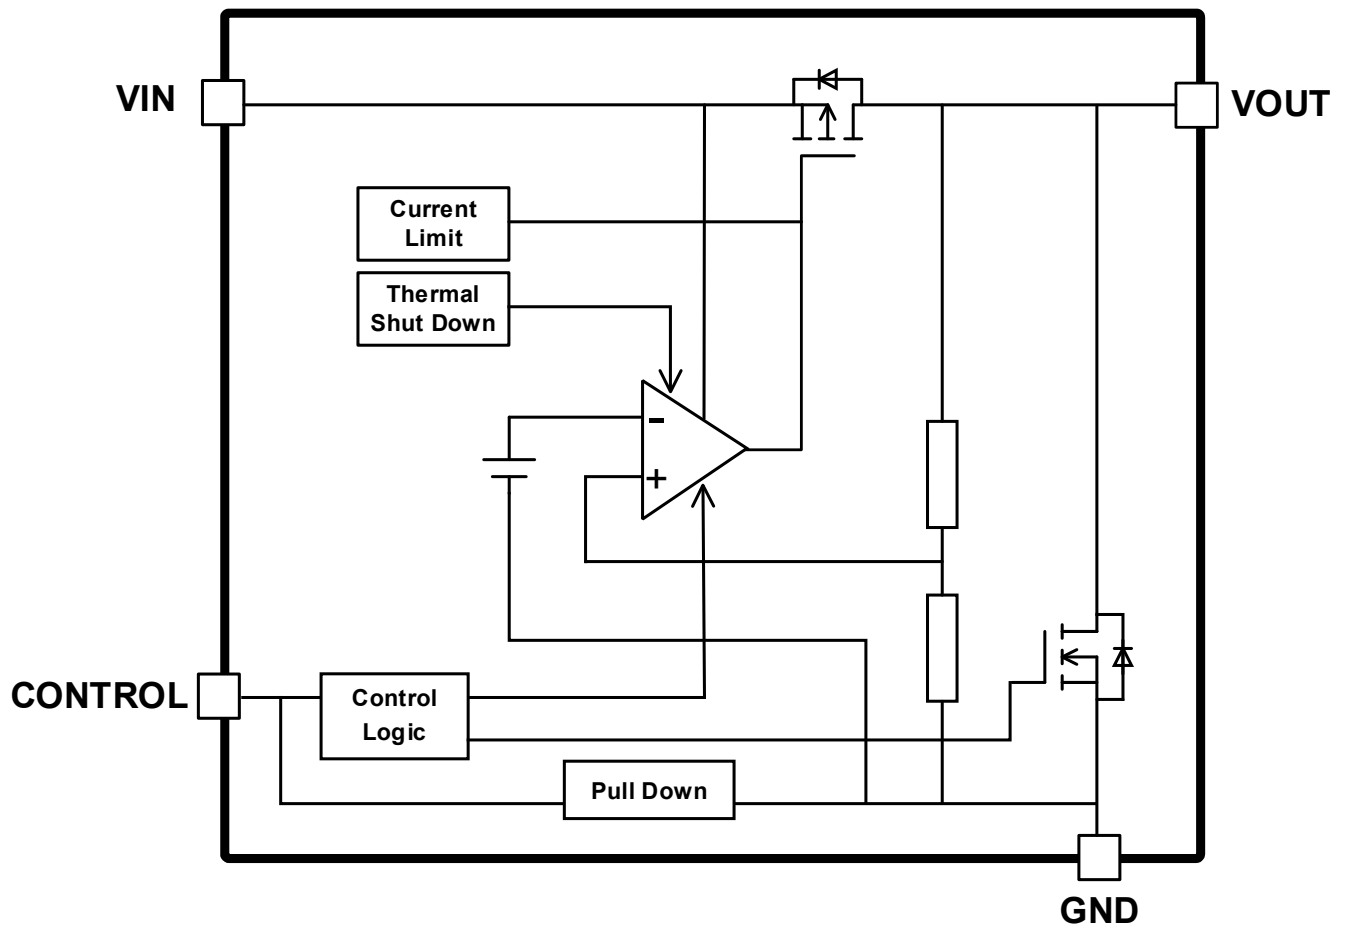 VIN
VOUT
Current
Limit
Thermal
Shut Down
-
+
CONTROL
Control
Logic
Pull Down
GND